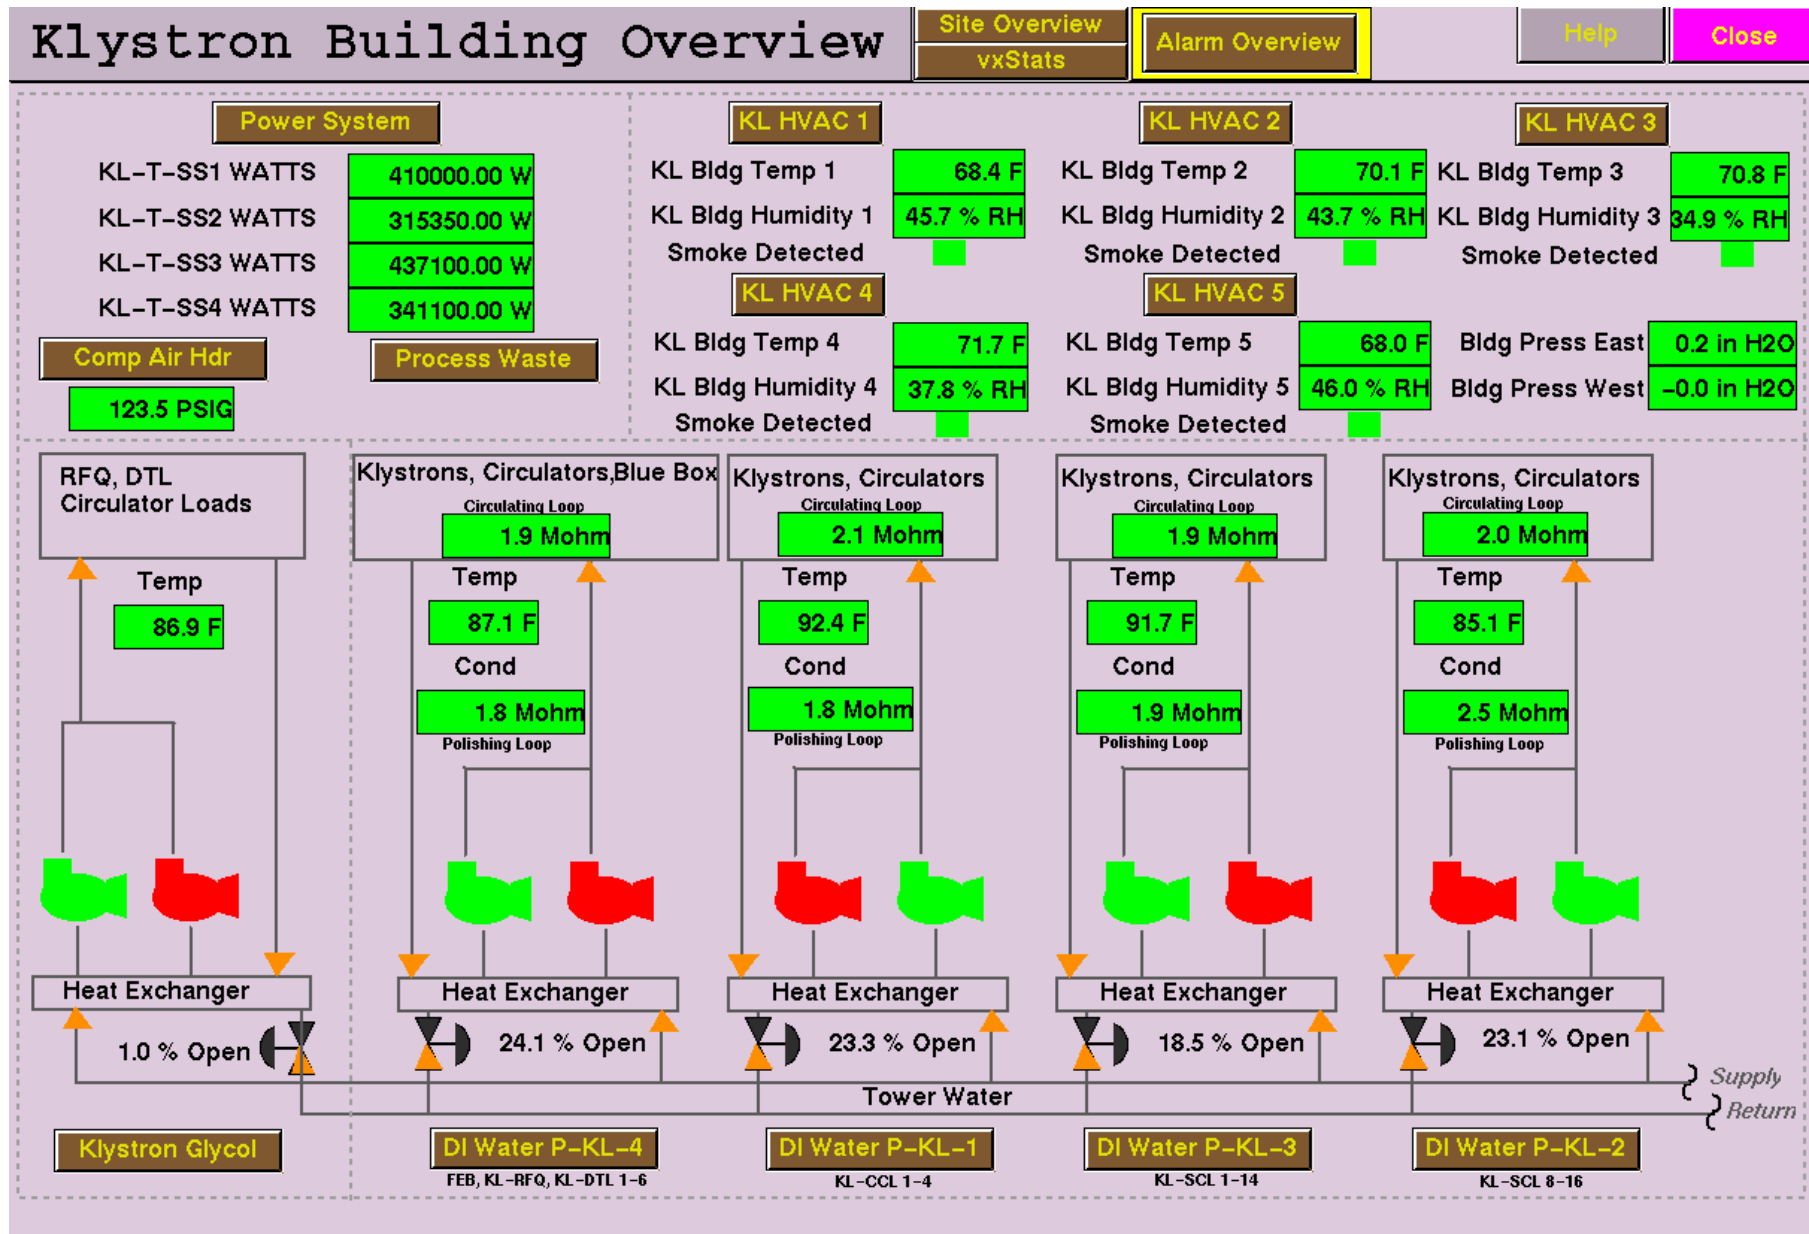 Klystron Building Overview
Site Overview
vxStats
Alarm Overview
Help
Close
Power System
KL-T-SS1 WATTS 410000.00 W
KL-T-SS2 WATTS 315350.00 W
KL-T-SS3 WATTS 437100.00 W
KL-T-SS4 WATTS 341100.00 W
Comp Air Hdr
123.5 PSIG
Process Waste
KL HVAC 1
KL Bldg Temp 1 68.4 F
KL Bldg Humidity 1 45.7 % RH
Smoke Detected
KL HVAC 2
KL Bldg Temp 2 70.1 F
KL Bldg Humidity 2 43.7 % RH
Smoke Detected
KL HVAC 3
KL Bldg Temp 3 70.8 F
KL Bldg Humidity 3 34.9 % RH
Smoke Detected
KL HVAC 4
KL Bldg Temp 4 71.7 F
KL Bldg Humidity 4 37.8 % RH
Smoke Detected
KL HVAC 5
KL Bldg Temp 5 68.0 F
KL Bldg Humidity 5 46.0 % RH
Smoke Detected
Bldg Press East 0.2 in H2O
Bldg Press West -0.0 in H2O
RFQ, DTL
Circulator Loads
Temp
86.9 F
Heat Exchanger
1.0 % Open
Klystron Glycol
Klystrons, Circulators,Blue Box
Circulating Loop
1.9 Mohm
Temp
87.1 F
Cond
1.8 Mohm
Polishing Loop
Heat Exchanger
24.1 % Open
DI Water P-KL-4
FEB, KL-RFQ, KL-DTL 1-6
Klystrons, Circulators
Circulating Loop
2.1 Mohm
Temp
92.4 F
Cond
1.8 Mohm
Polishing Loop
Heat Exchanger
23.3 % Open
DI Water P-KL-1
KL-CCL 1-4
Klystrons, Circulators
Circulating Loop
1.9 Mohm
Temp
91.7 F
Cond
1.9 Mohm
Polishing Loop
Heat Exchanger
18.5 % Open
DI Water P-KL-3
KL-SCL 1-14
Klystrons, Circulators
Circulating Loop
2.0 Mohm
Temp
85.1 F
Cond
2.5 Mohm
Polishing Loop
Heat Exchanger
23.1 % Open
DI Water P-KL-2
KL-SCL 8-16
Tower Water
Supply
Return